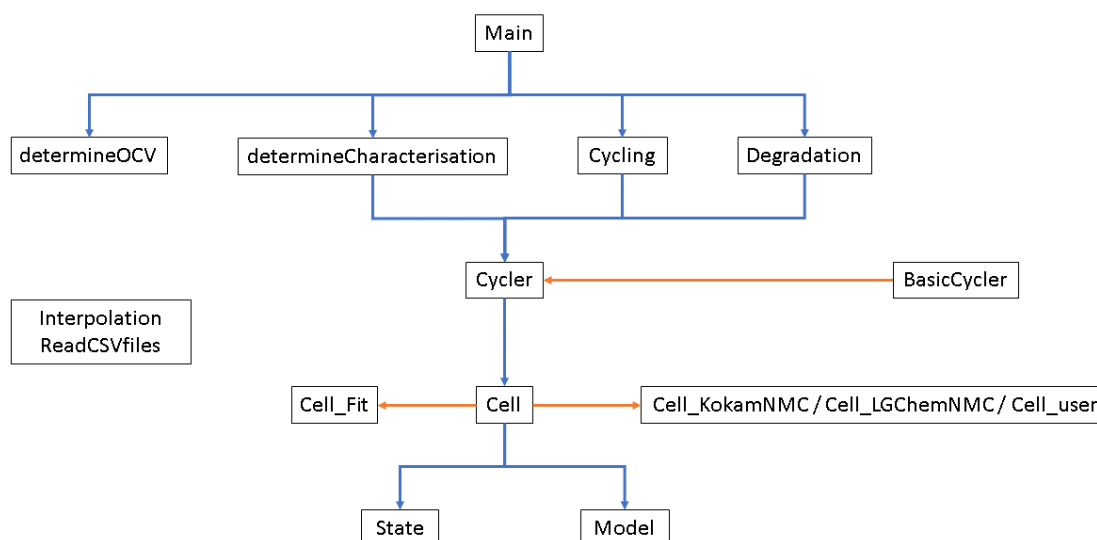 Main
determineOCV
determineCharacterisation
Cycling
Degradation
Cycler
BasicCycler
Interpolation
ReadCSVfiles
Cell_Fit
Cell
Cell_KokamNMC / Cell_LGChemNMC / Cell_user
State
Model